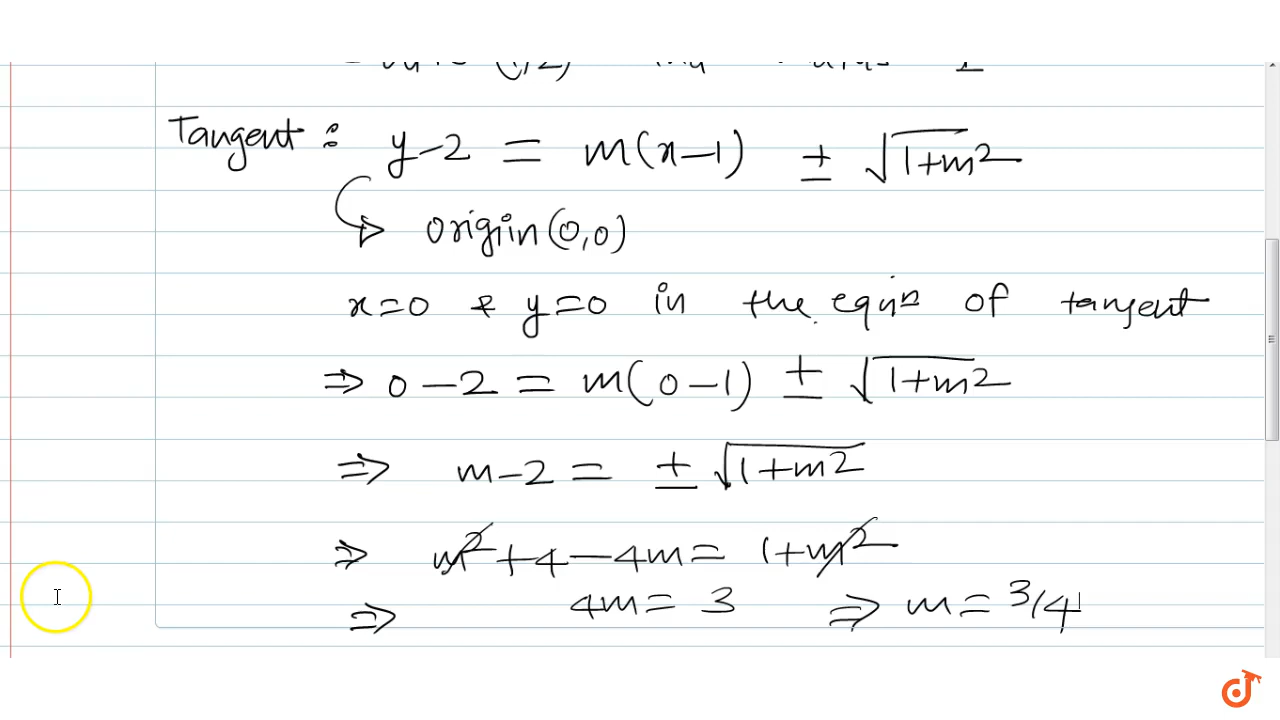 Tangent : y-2 = m(x-1) ± √1+m2
origiin (0,0)
x=0 & y=0 in the eqn of tangent
⇒ 0-2 = m(0-1) ± √1+m2
⇒ m-2 = ± √1+m2
⇒ m2+4-4m = 1+m2
⇒ 4m = 3 ⇒ m = 3/4